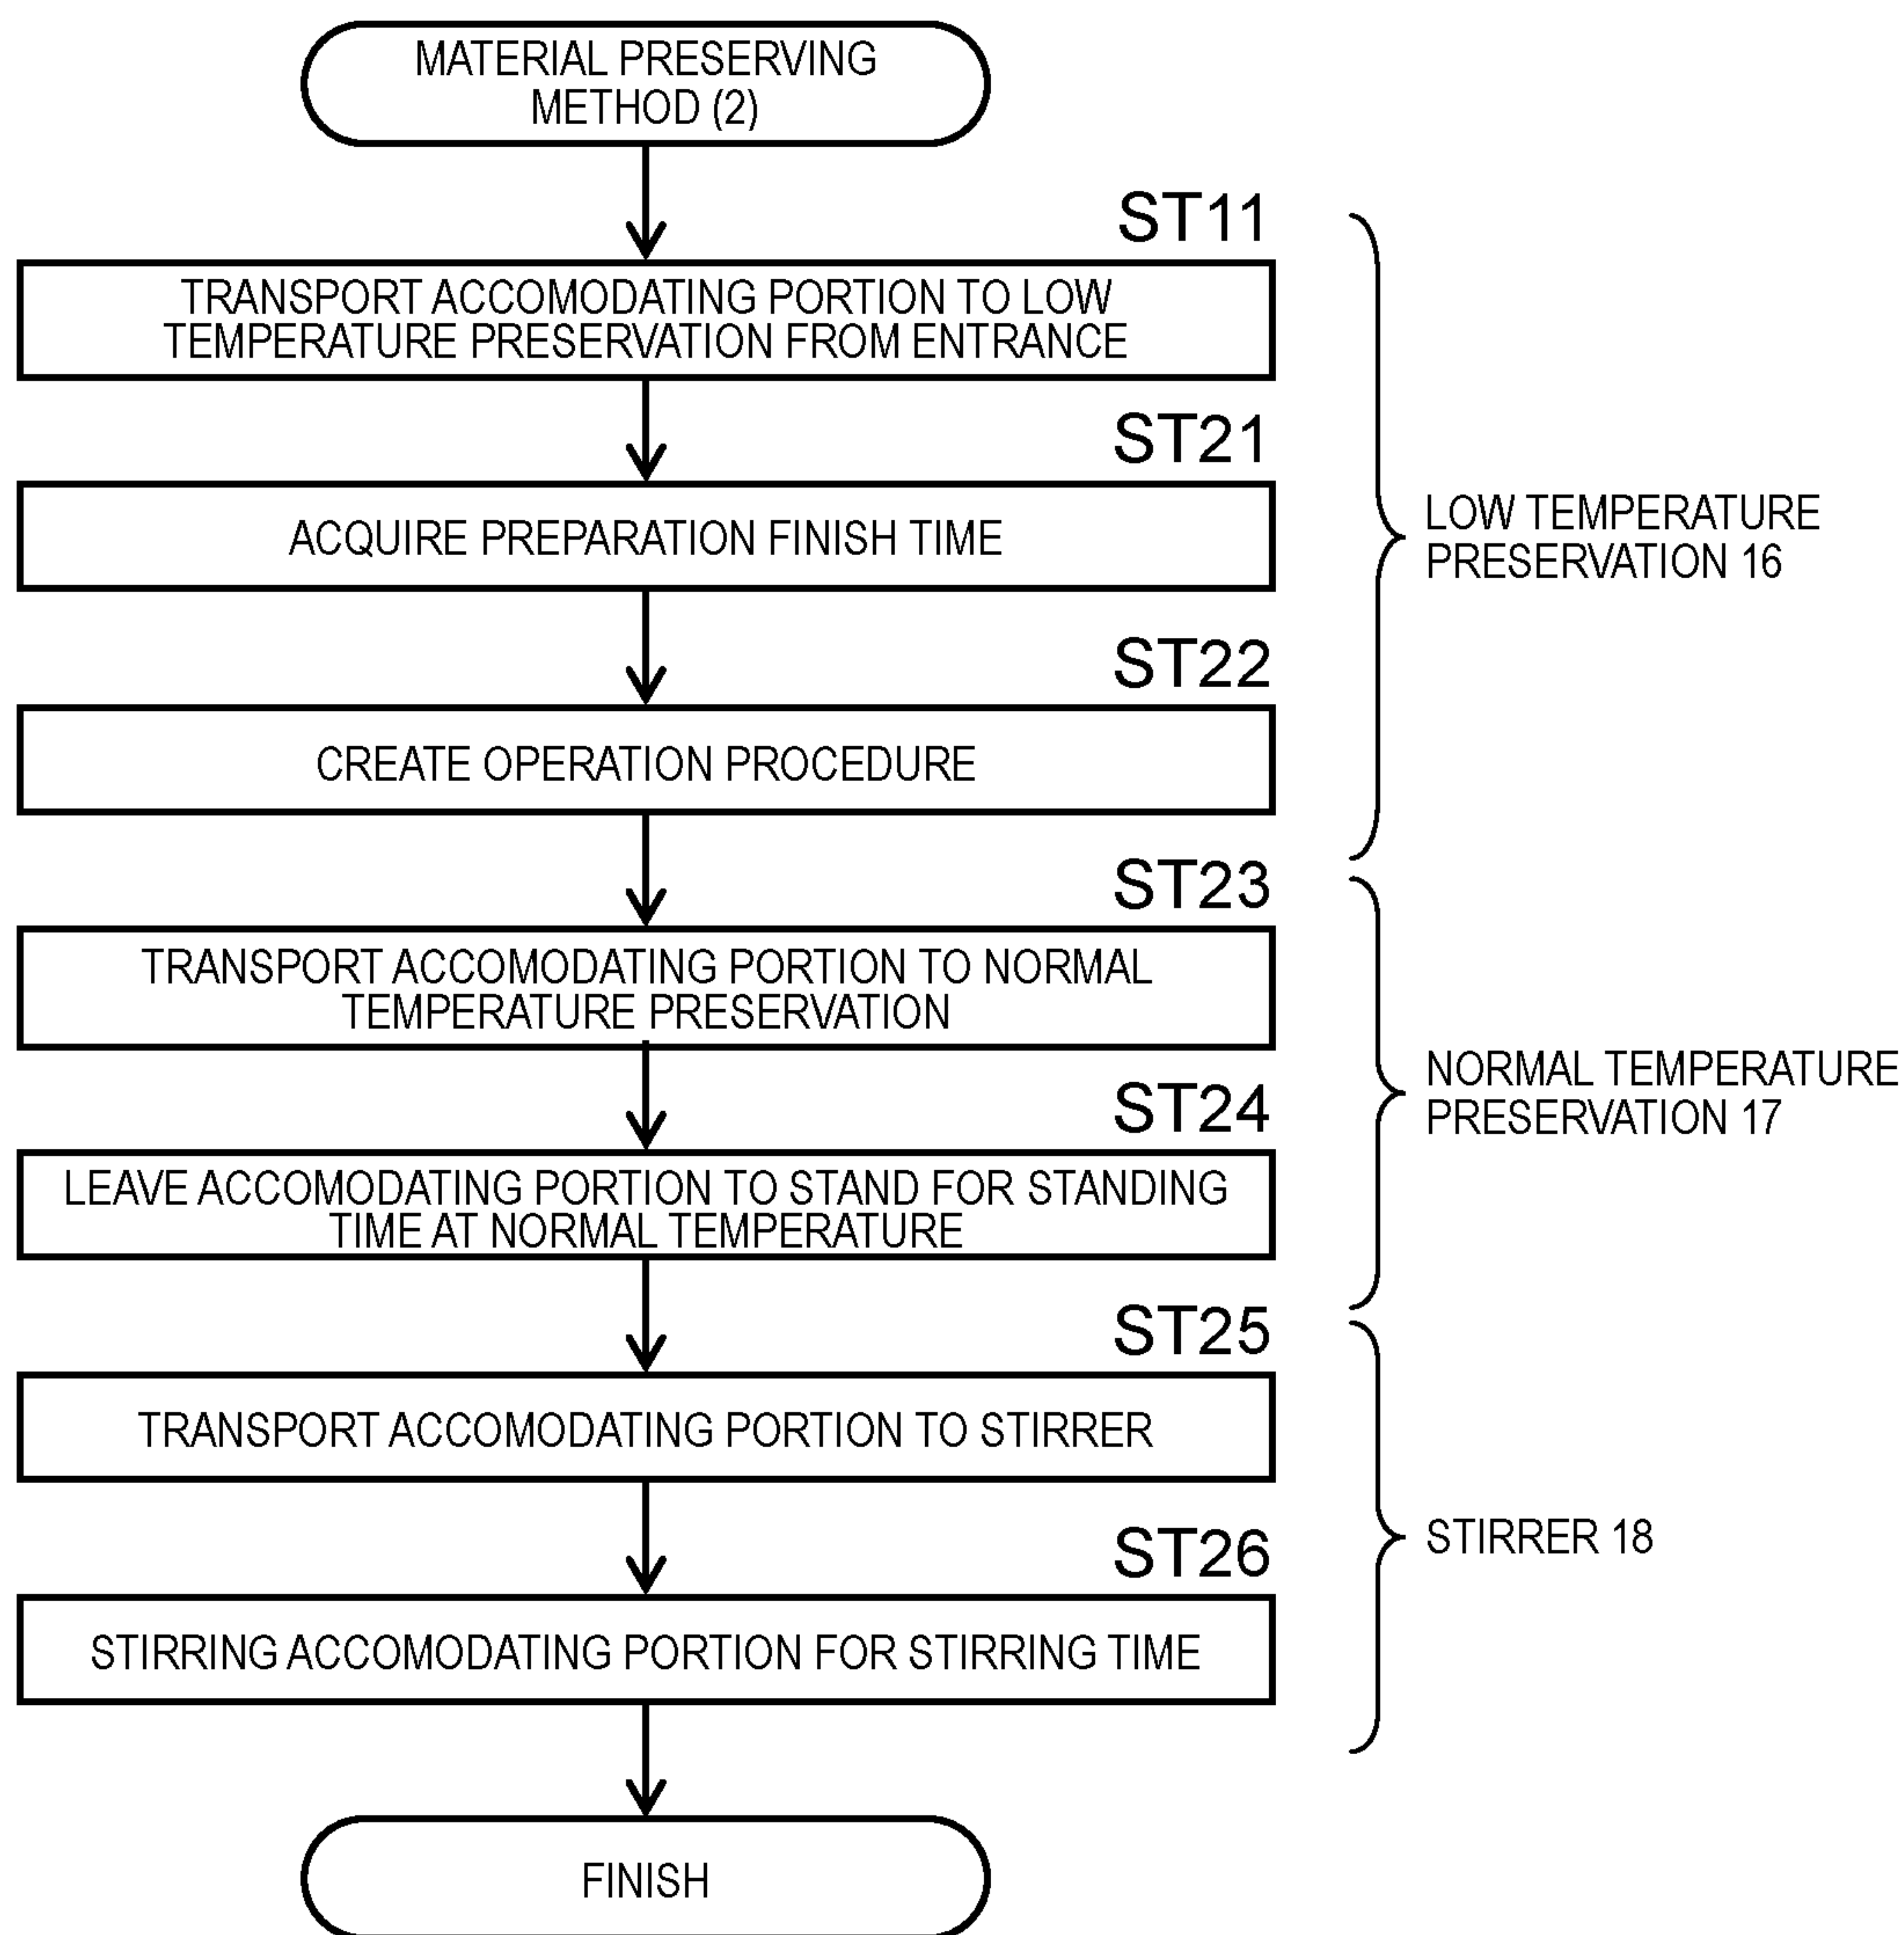 MATERIAL PRESERVING
METHOD (2)
ST11
TRANSPORT ACCOMODATING PORTION TO LOW
TEMPERATURE PRESERVATION FROM ENTRANCE
ST21
ACQUIRE PREPARATION FINISH TIME
LOW TEMPERATURE
PRESERVATION 16
ST22
CREATE OPERATION PROCEDURE
ST23
TRANSPORT ACCOMODATING PORTION TO NORMAL
TEMPERATURE PRESERVATION
NORMAL TEMPERATURE
PRESERVATION 17
ST24
LEAVE ACCOMODATING PORTION TO STAND FOR STANDING
TIME AT NORMAL TEMPERATURE
ST25
TRANSPORT ACCOMODATING PORTION TO STIRRER
STIRRER 18
ST26
STIRRING ACCOMODATING PORTION FOR STIRRING TIME
FINISH